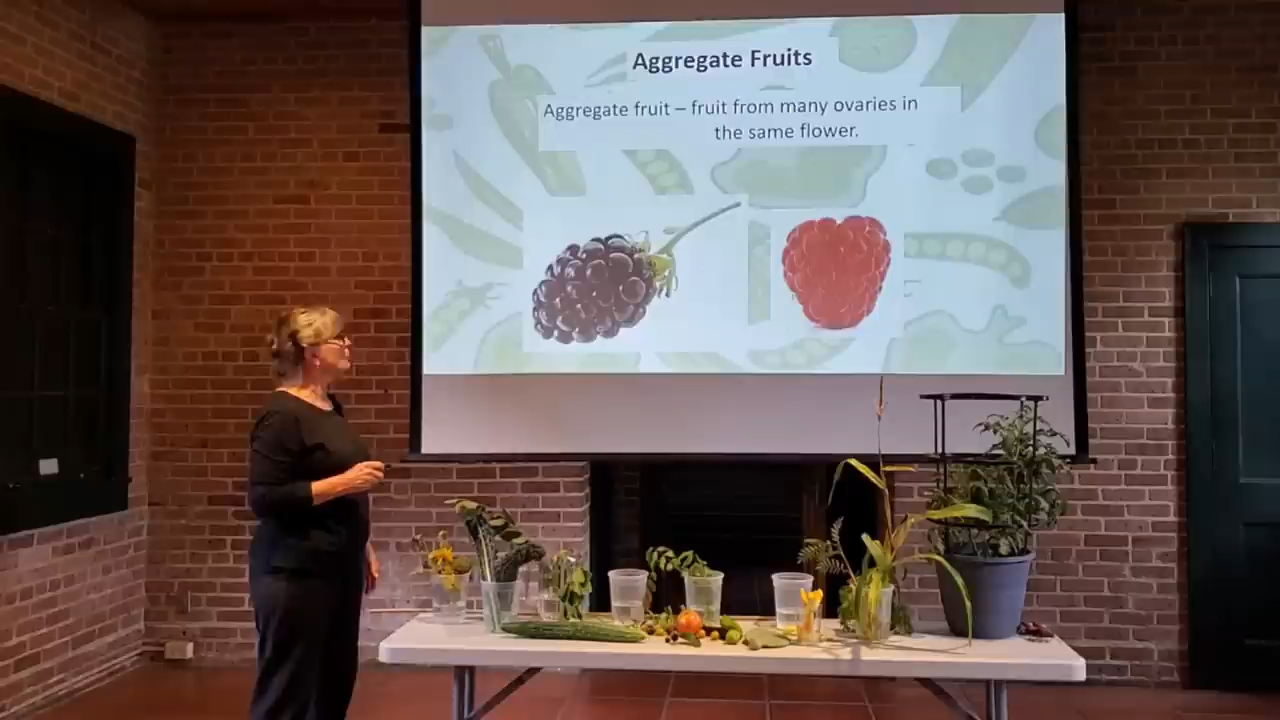 Aggregate Fruits
Aggregate fruit – fruit from many ovaries in
the same flower.